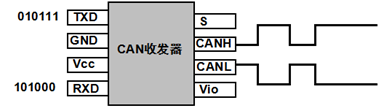 010111 TXD
GND
Vcc
101000 RXD
CAN收发器
S
CANH
CANL
Vio